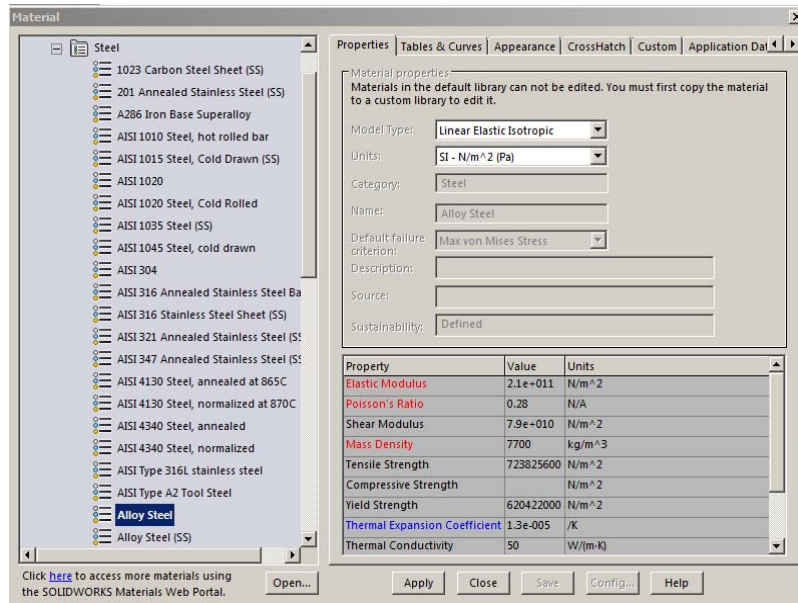 Material
Steel
1023 Carbon Steel Sheet (SS)
201 Annealed Stainless Steel (SS)
A286 Iron Base Superalloy
AISI 1010 Steel, hot rolled bar
AISI 1015 Steel, Cold Drawn (SS)
AISI 1020
AISI 1020 Steel, Cold Rolled
AISI 1035 Steel (SS)
AISI 1045 Steel, cold drawn
AISI 304
AISI 316 Annealed Stainless Steel Ba
AISI 316 Stainless Steel Sheet (SS)
AISI 321 Annealed Stainless Steel (SS
AISI 347 Annealed Stainless Steel (SS
AISI 4130 Steel, annealed at 865C
AISI 4130 Steel, normalized at 870C
AISI 4340 Steel, annealed
AISI 4340 Steel, normalized
AISI Type 316L stainless steel
AISI Type A2 Tool Steel
Alloy Steel
Alloy Steel (SS)
Click here to access more materials using
the SOLIDWORKS Materials Web Portal.
Open...
Properties Tables & Curves Appearance CrossHatch Custom Application Dat
Material properties
Materials in the default library can not be edited. You must first copy the material
to a custom library to edit it.
Model Type: Linear Elastic Isotropic
Units: SI - N/m^2 (Pa)
Category: Steel
Name: Alloy Steel
Default failure
criterion: Max von Mises Stress
Description:
Source:
Sustainability: Defined
Property Value Units
Elastic Modulus 2.1e+011 N/m^2
Poisson's Ratio 0.28 N/A
Shear Modulus 7.9e+010 N/m^2
Mass Density 7700 kg/m^3
Tensile Strength 723825600 N/m^2
Compressive Strength N/m^2
Yield Strength 620422000 N/m^2
Thermal Expansion Coefficient 1.3e-005 /K
Thermal Conductivity 50 W/(m·K)
Apply Close Save Config... Help